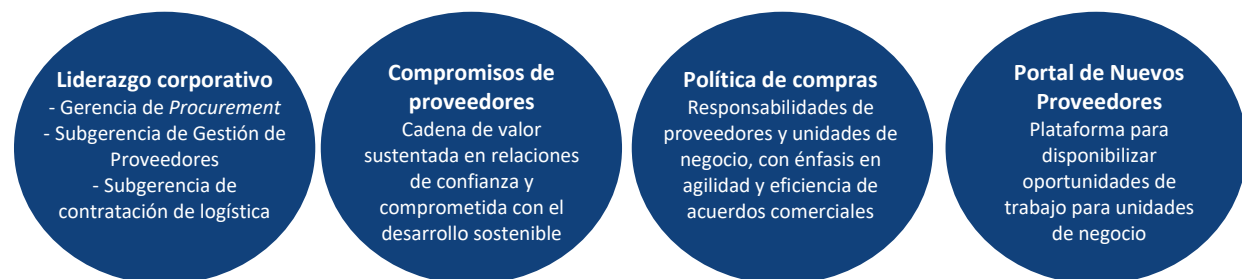 Liderazgo corporativo
- Gerencia de Procurement
- Subgerencia de Gestión de
Proveedores
- Subgerencia de
contratación de logística
Compromisos de
proveedores
Cadena de valor
sustentada en relaciones
de confianza y
comprometida con el
desarrollo sostenible
Política de compras
Responsabilidades de
proveedores y unidades de
negocio, con énfasis en
agilidad y eficiencia de
acuerdos comerciales
Portal de Nuevos
Proveedores
Plataforma para
disponibilizar
oportunidades de
trabajo para unidades
de negocio